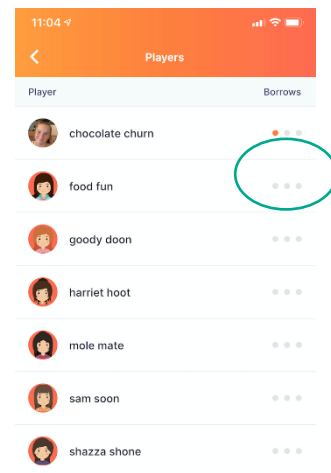 11:04
Players
Player Borrows
chocolate churn
food fun
goody doon
harriet hoot
mole mate
sam soon
shazza shone